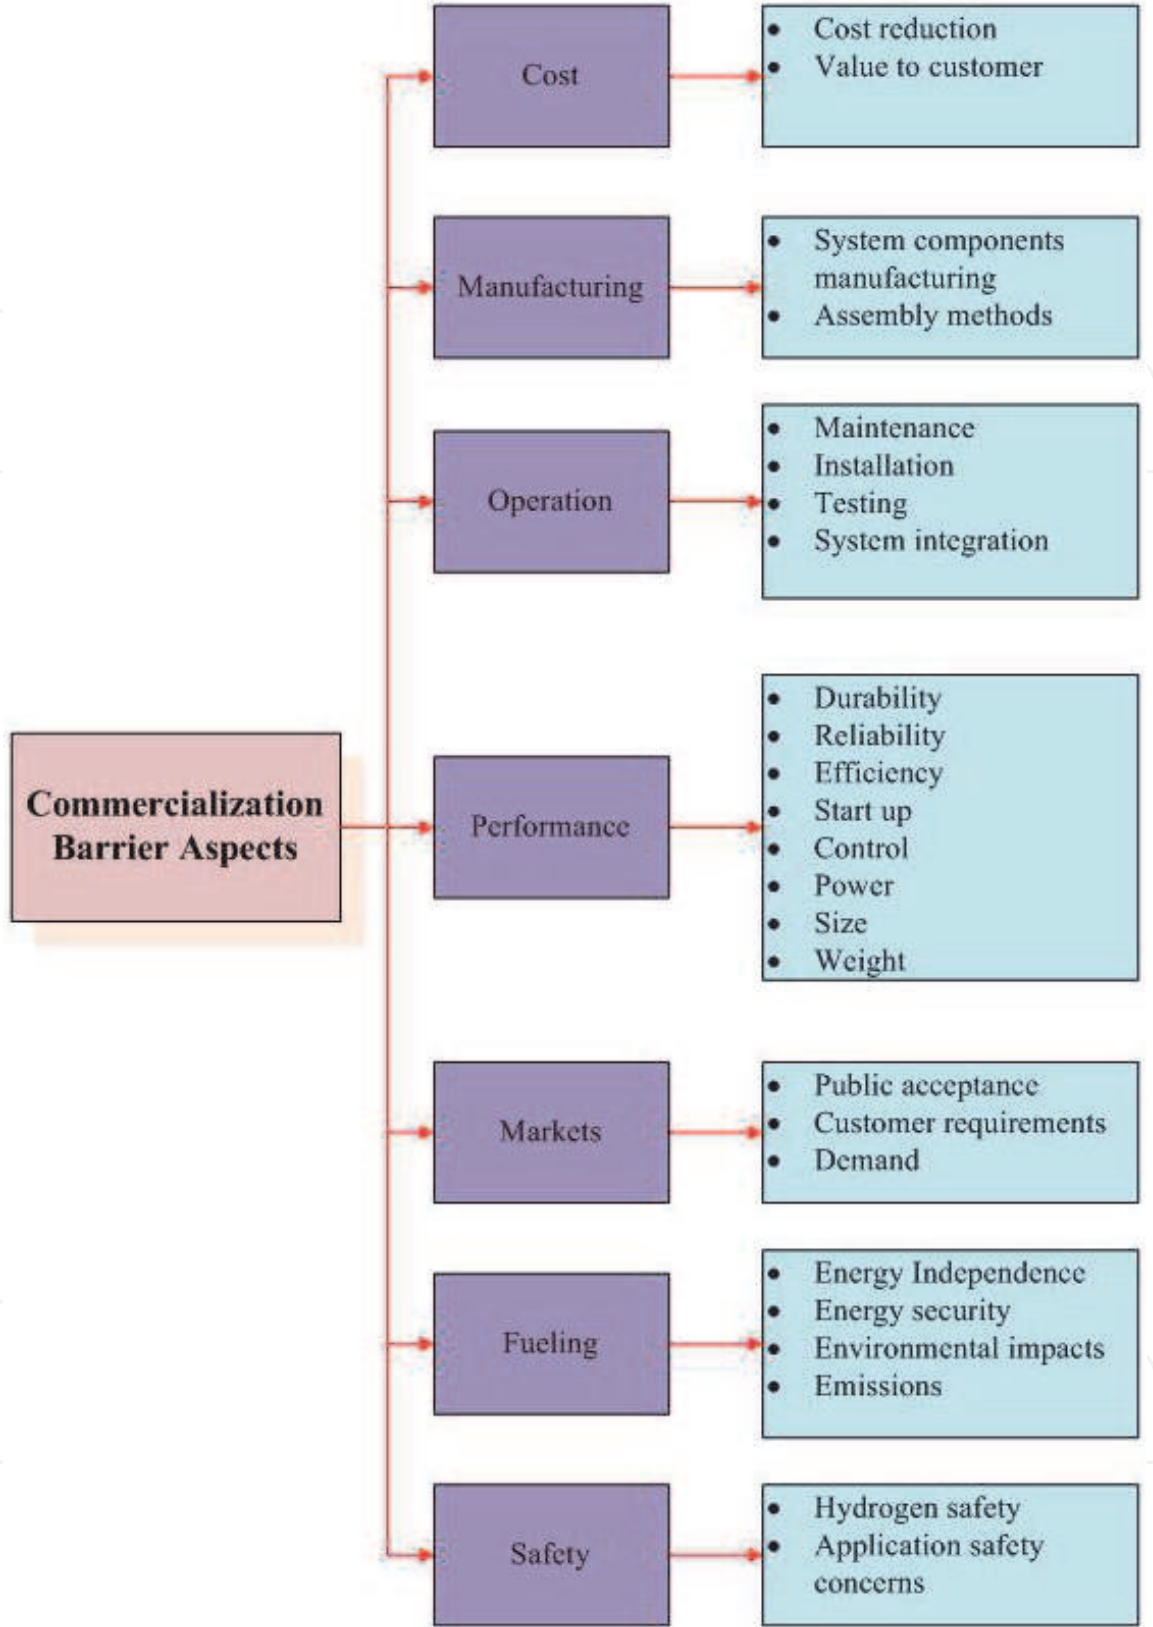 Cost
• Cost reduction
• Value to customer
Manufacturing
• System components
manufacturing
• Assembly methods
Operation
• Maintenance
• Installation
• Testing
• System integration
Commercialization
Barrier Aspects
Performance
• Durability
• Reliability
• Efficiency
• Start up
• Control
• Power
• Size
• Weight
Markets
• Public acceptance
• Customer requirements
• Demand
Fueling
• Energy Independence
• Energy security
• Environmental impacts
• Emissions
Safety
• Hydrogen safety
• Application safety
concerns